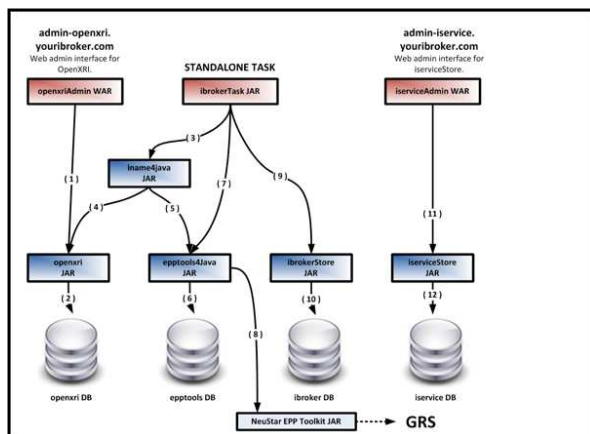 admin-openxri.
youribroker.com
Web admin interface for
OpenXRI.
admin-iservice.
youribroker.com
Web admin interface for
iserviceStore.
STANDALONE TASK
openxriAdmin WAR
ibrokerTask JAR
iserviceAdmin WAR
( 3 )
iname4java
JAR
( 1 )
( 7 )
( 9 )
( 4 )
( 5 )
( 11 )
openxri
JAR
epptools4Java
JAR
ibrokerStore
JAR
iserviceStore
JAR
( 2 )
( 6 )
( 10 )
( 12 )
( 8 )
openxri DB
epptools DB
ibroker DB
iservice DB
NeuStar EPP Toolkit JAR
GRS